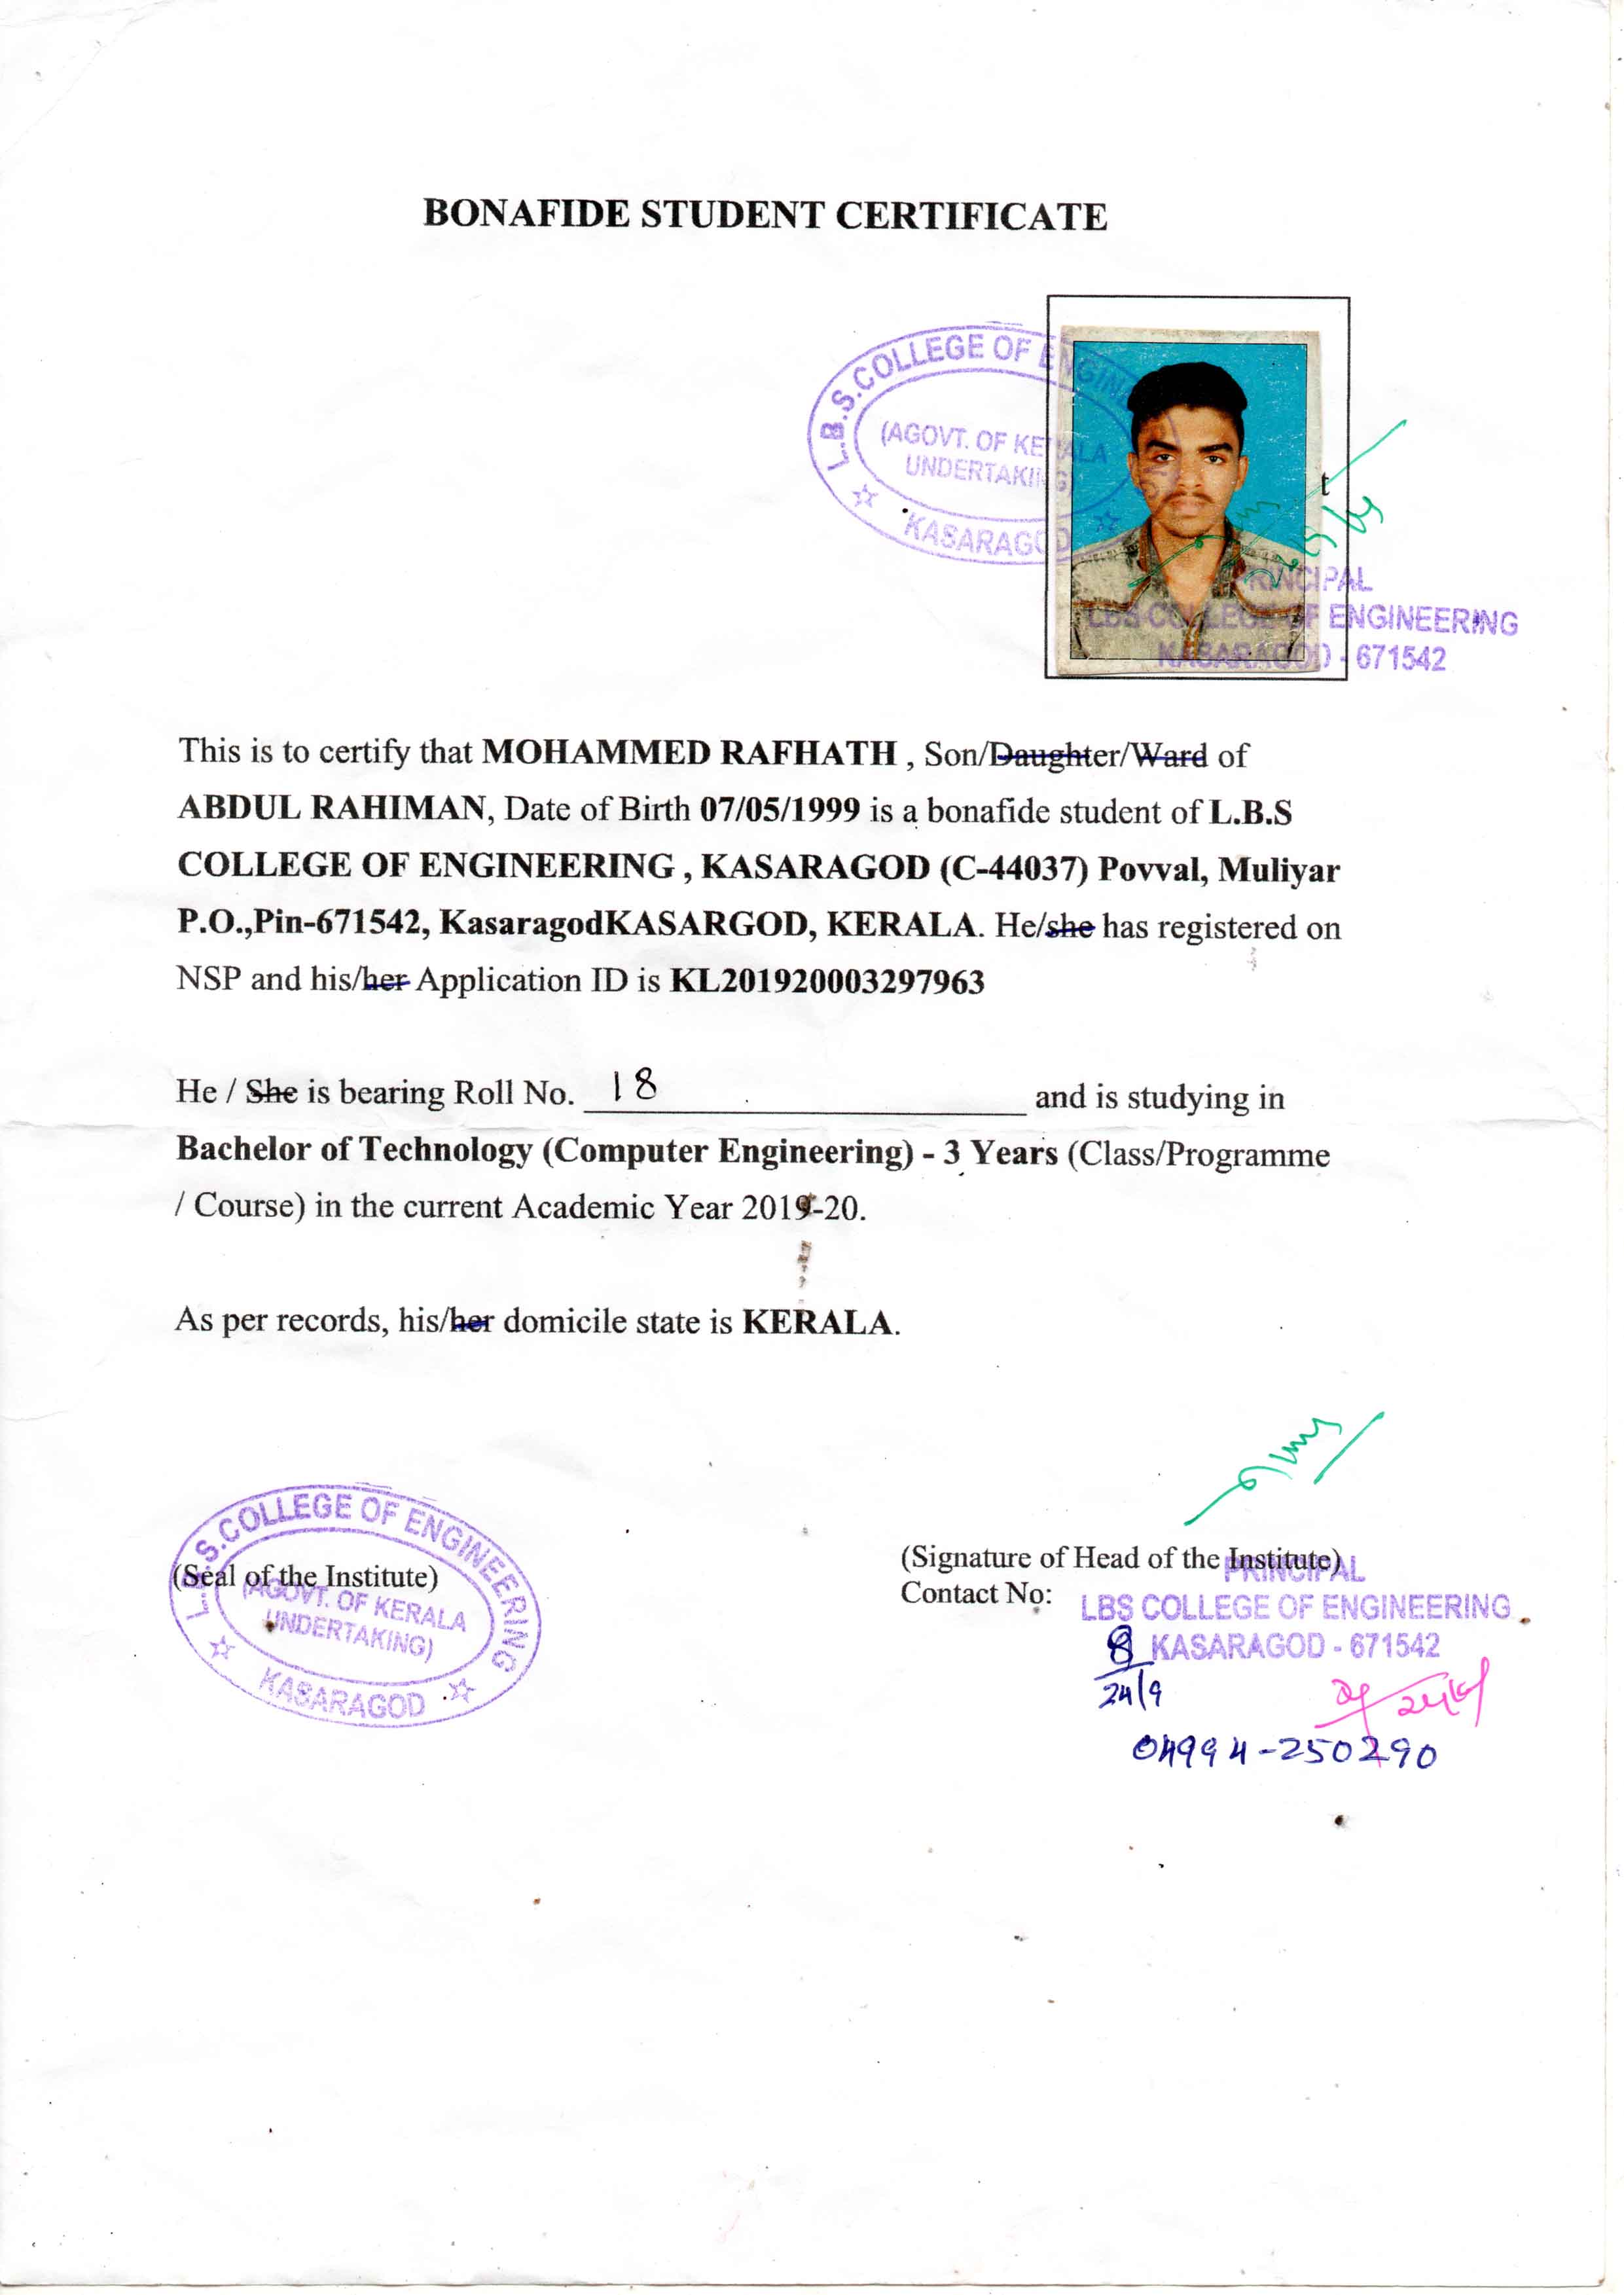 BONAFIDE STUDENT CERTIFICATE
L.B.S.COLLEGE OF ENGIN
(AGOVT. OF KERALA
UNDERTAKING)
KASARAGOD
t
PRINCIPAL
LBS COLLEGE OF ENGINEERING
KASARAGOD - 671542
This is to certify that MOHAMMED RAFHATH , Son/Daughter/Ward of
ABDUL RAHIMAN, Date of Birth 07/05/1999 is a bonafide student of L.B.S
COLLEGE OF ENGINEERING , KASARAGOD (C-44037) Povval, Muliyar
P.O.,Pin-671542, KasaragodKASARGOD, KERALA. He/she has registered on
NSP and his/her Application ID is KL201920003297963
He / She is bearing Roll No. 18 and is studying in
Bachelor of Technology (Computer Engineering) - 3 Years (Class/Programme
/ Course) in the current Academic Year 2019-20.
As per records, his/her domicile state is KERALA.
L.B.S.COLLEGE OF ENGINEERING
(Seal of the Institute)
(AGOVT. OF KERALA
UNDERTAKING)
KASARAGOD
(Signature of Head of the Institute)
PRINCIPAL
Contact No:
LBS COLLEGE OF ENGINEERING
KASARAGOD - 671542
24/9
04994-250290